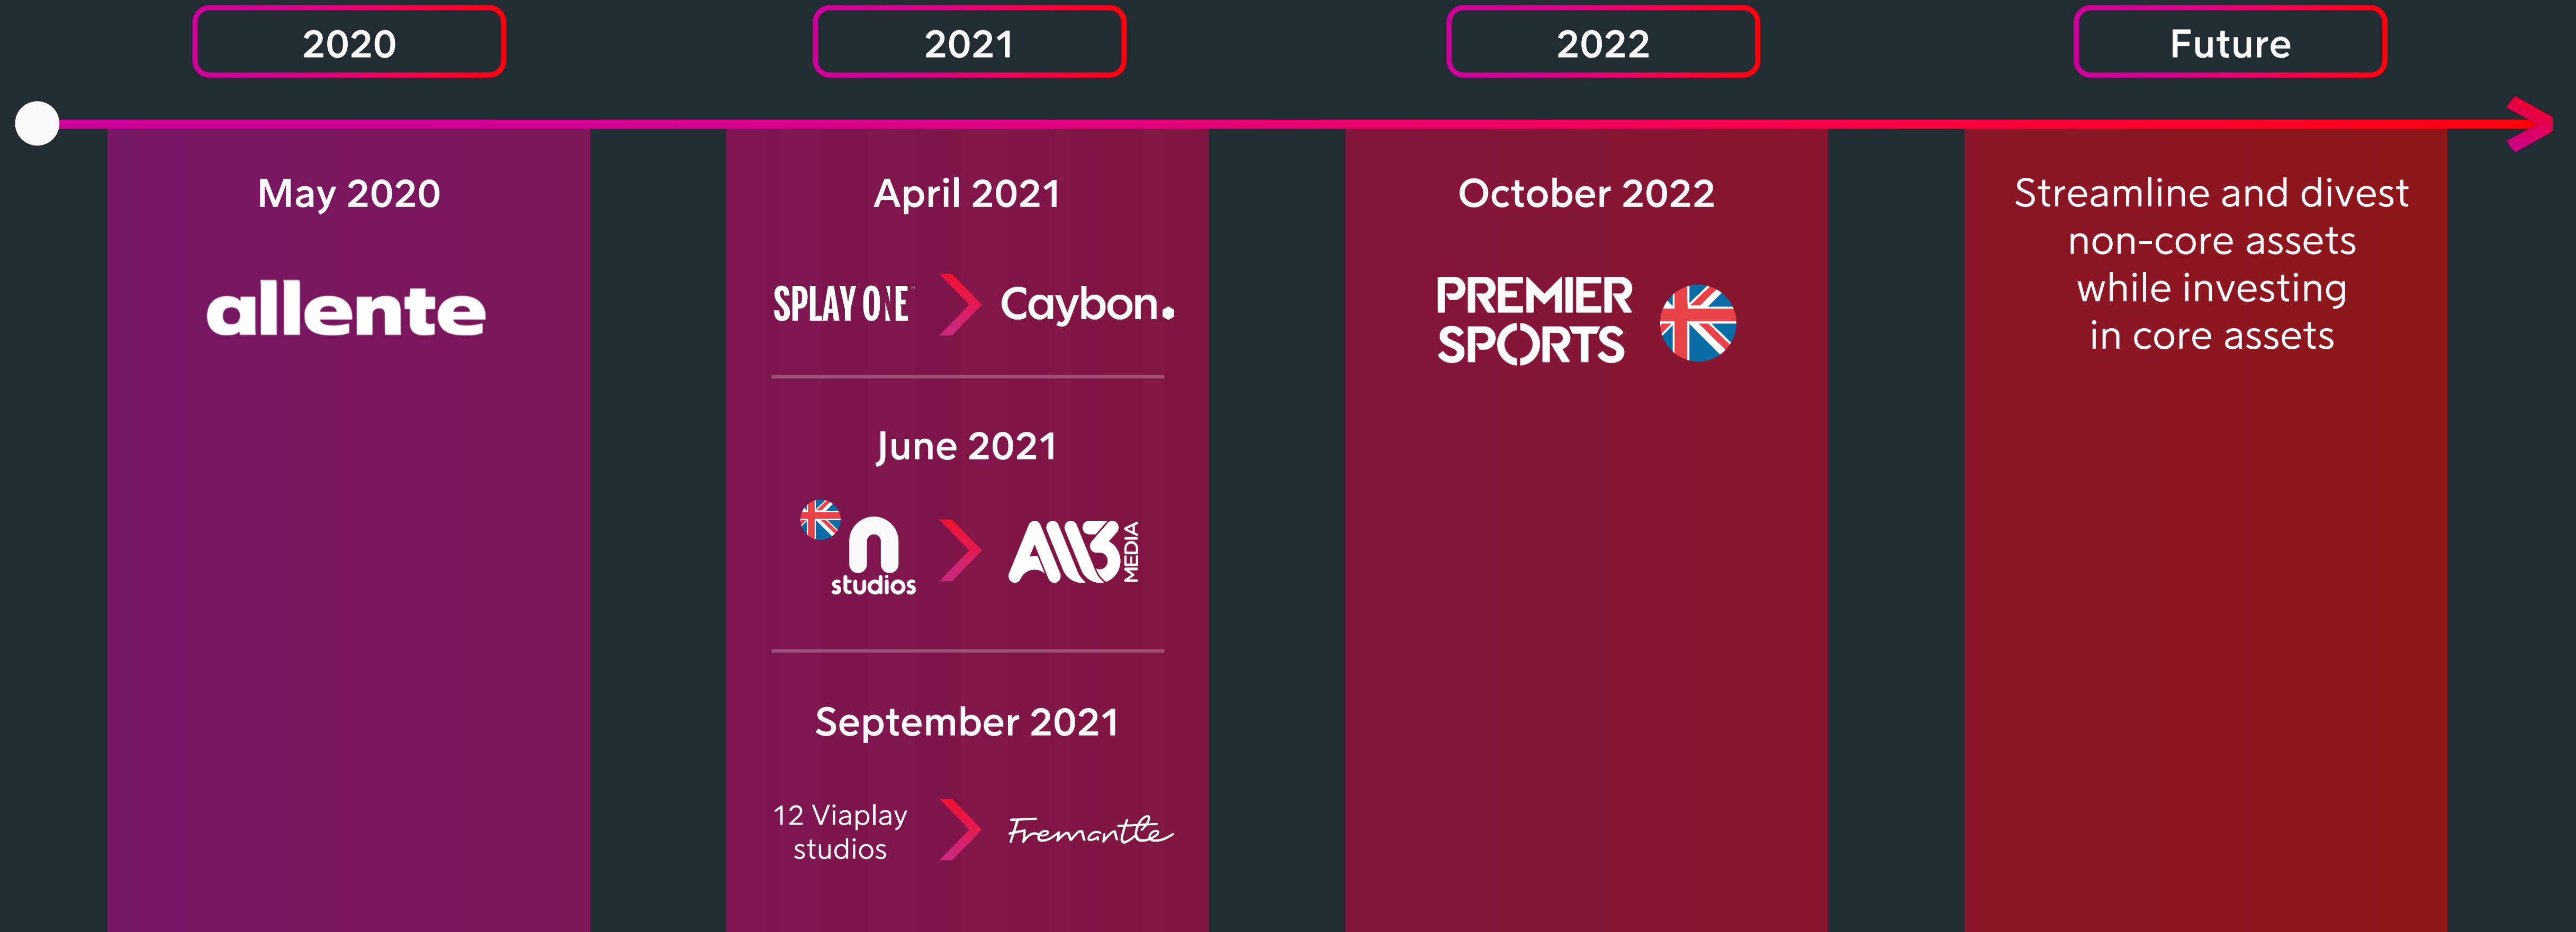 2020
2021
2022
Future
May 2020
allente
April 2021
SPLAY ONE
Caybon.
June 2021
n
studios
All3
MEDIA
September 2021
12 Viaplay
studios
Fremantle
October 2022
PREMIER
SPORTS
Streamline and divest
non-core assets
while investing
in core assets